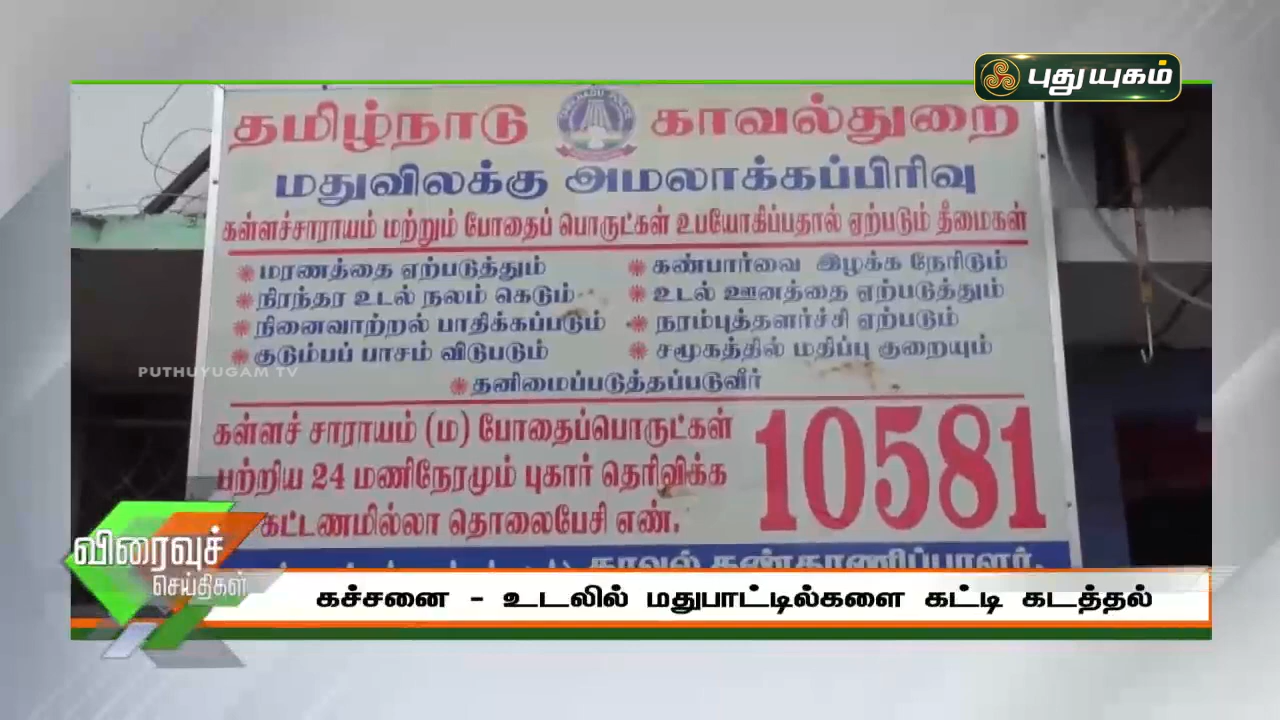 புதுயுகம்
தமிழ்நாடு காவல்துறை
மதுவிலக்கு அமலாக்கப்பிரிவு
கள்ளச்சாராயம் மற்றும் போதைப் பொருட்கள் உபயோகிப்பதால் ஏற்படும் தீமைகள்
மரணத்தை ஏற்படுத்தும் கண்பார்வை இழக்க நேரிடும்
நிரந்தர உடல் நலம் கெடும் உடல் ஊனத்தை ஏற்படுத்தும்
நினைவாற்றல் பாதிக்கப்படும் நரம்புத்தளர்ச்சி ஏற்படும்
குடும்பப் பாசம் விடுபடும் சமூகத்தில் மதிப்பு குறையும்
PUTHUYUGAM TV
தனிமைப்படுத்தப்படுவீர்
கள்ளச் சாராயம் (ம) போதைப்பொருட்கள்
பற்றிய 24 மணிநேரமும் புகார் தெரிவிக்க
கட்டணமில்லா தொலைபேசி எண்.
10581
காவல் கண்காணிப்பாளர்,
விரைவுச்
செய்திகள்
கச்சனை - உடலில் மதுபாட்டில்களை கட்டி கடத்தல்